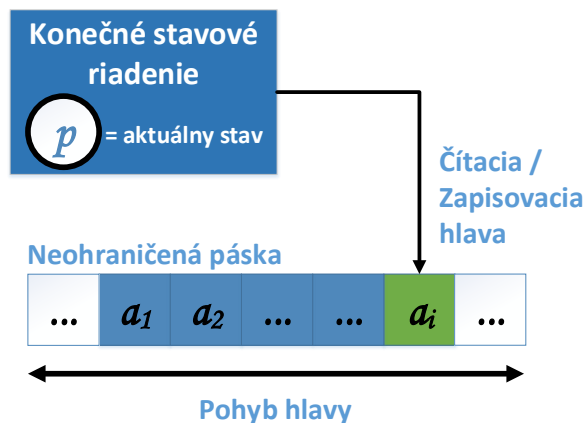 Konečné stavové
riadenie
p = aktuálny stav
Čítacia /
Zapisovacia
hlava
Neohraničená páska
... a1 a2 ... ... ai ...
Pohyb hlavy